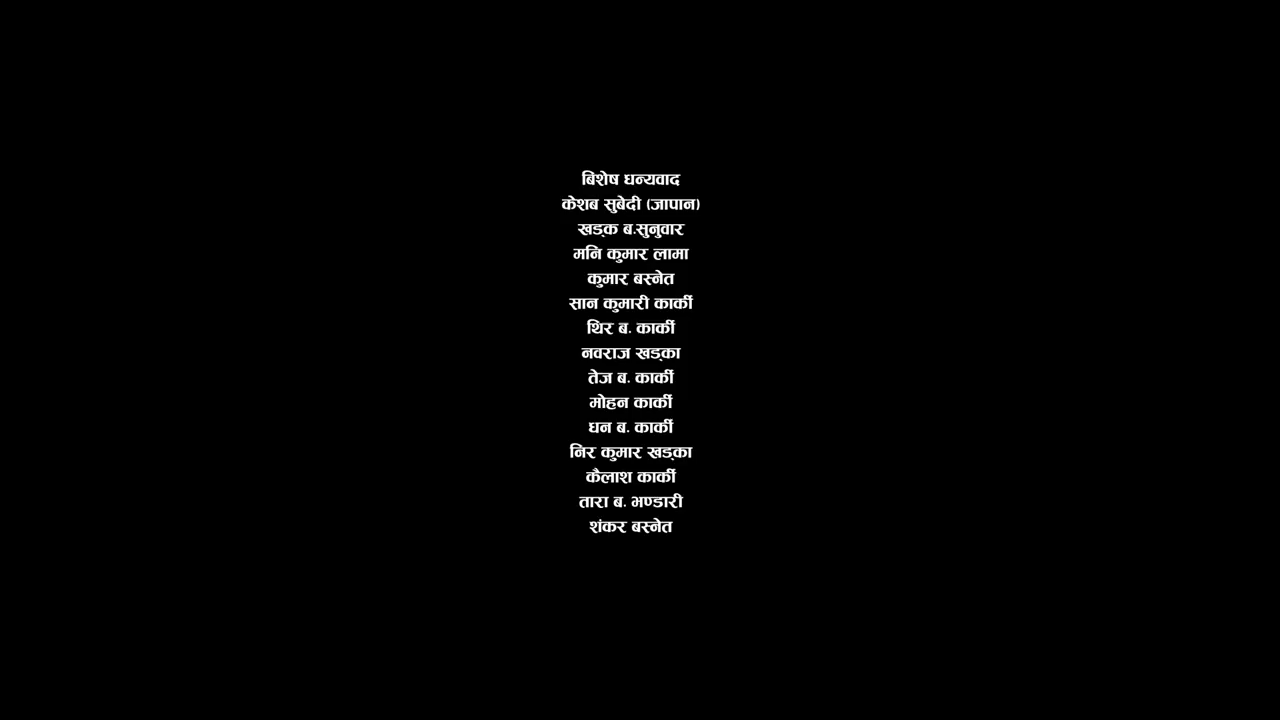 बिशेष धन्यवाद
केशब सुबेदी (जापान)
खड्क ब.सुनुवार
मनि कुमार लामा
कुमार बस्नेत
सान कुमारी कार्की
थिर ब. कार्की
नवराज खड्का
तेज ब. कार्की
मोहन कार्की
धन ब. कार्की
निर कुमार खड्का
कैलाश कार्की
तारा ब. भण्डारी
शंकर बस्नेत